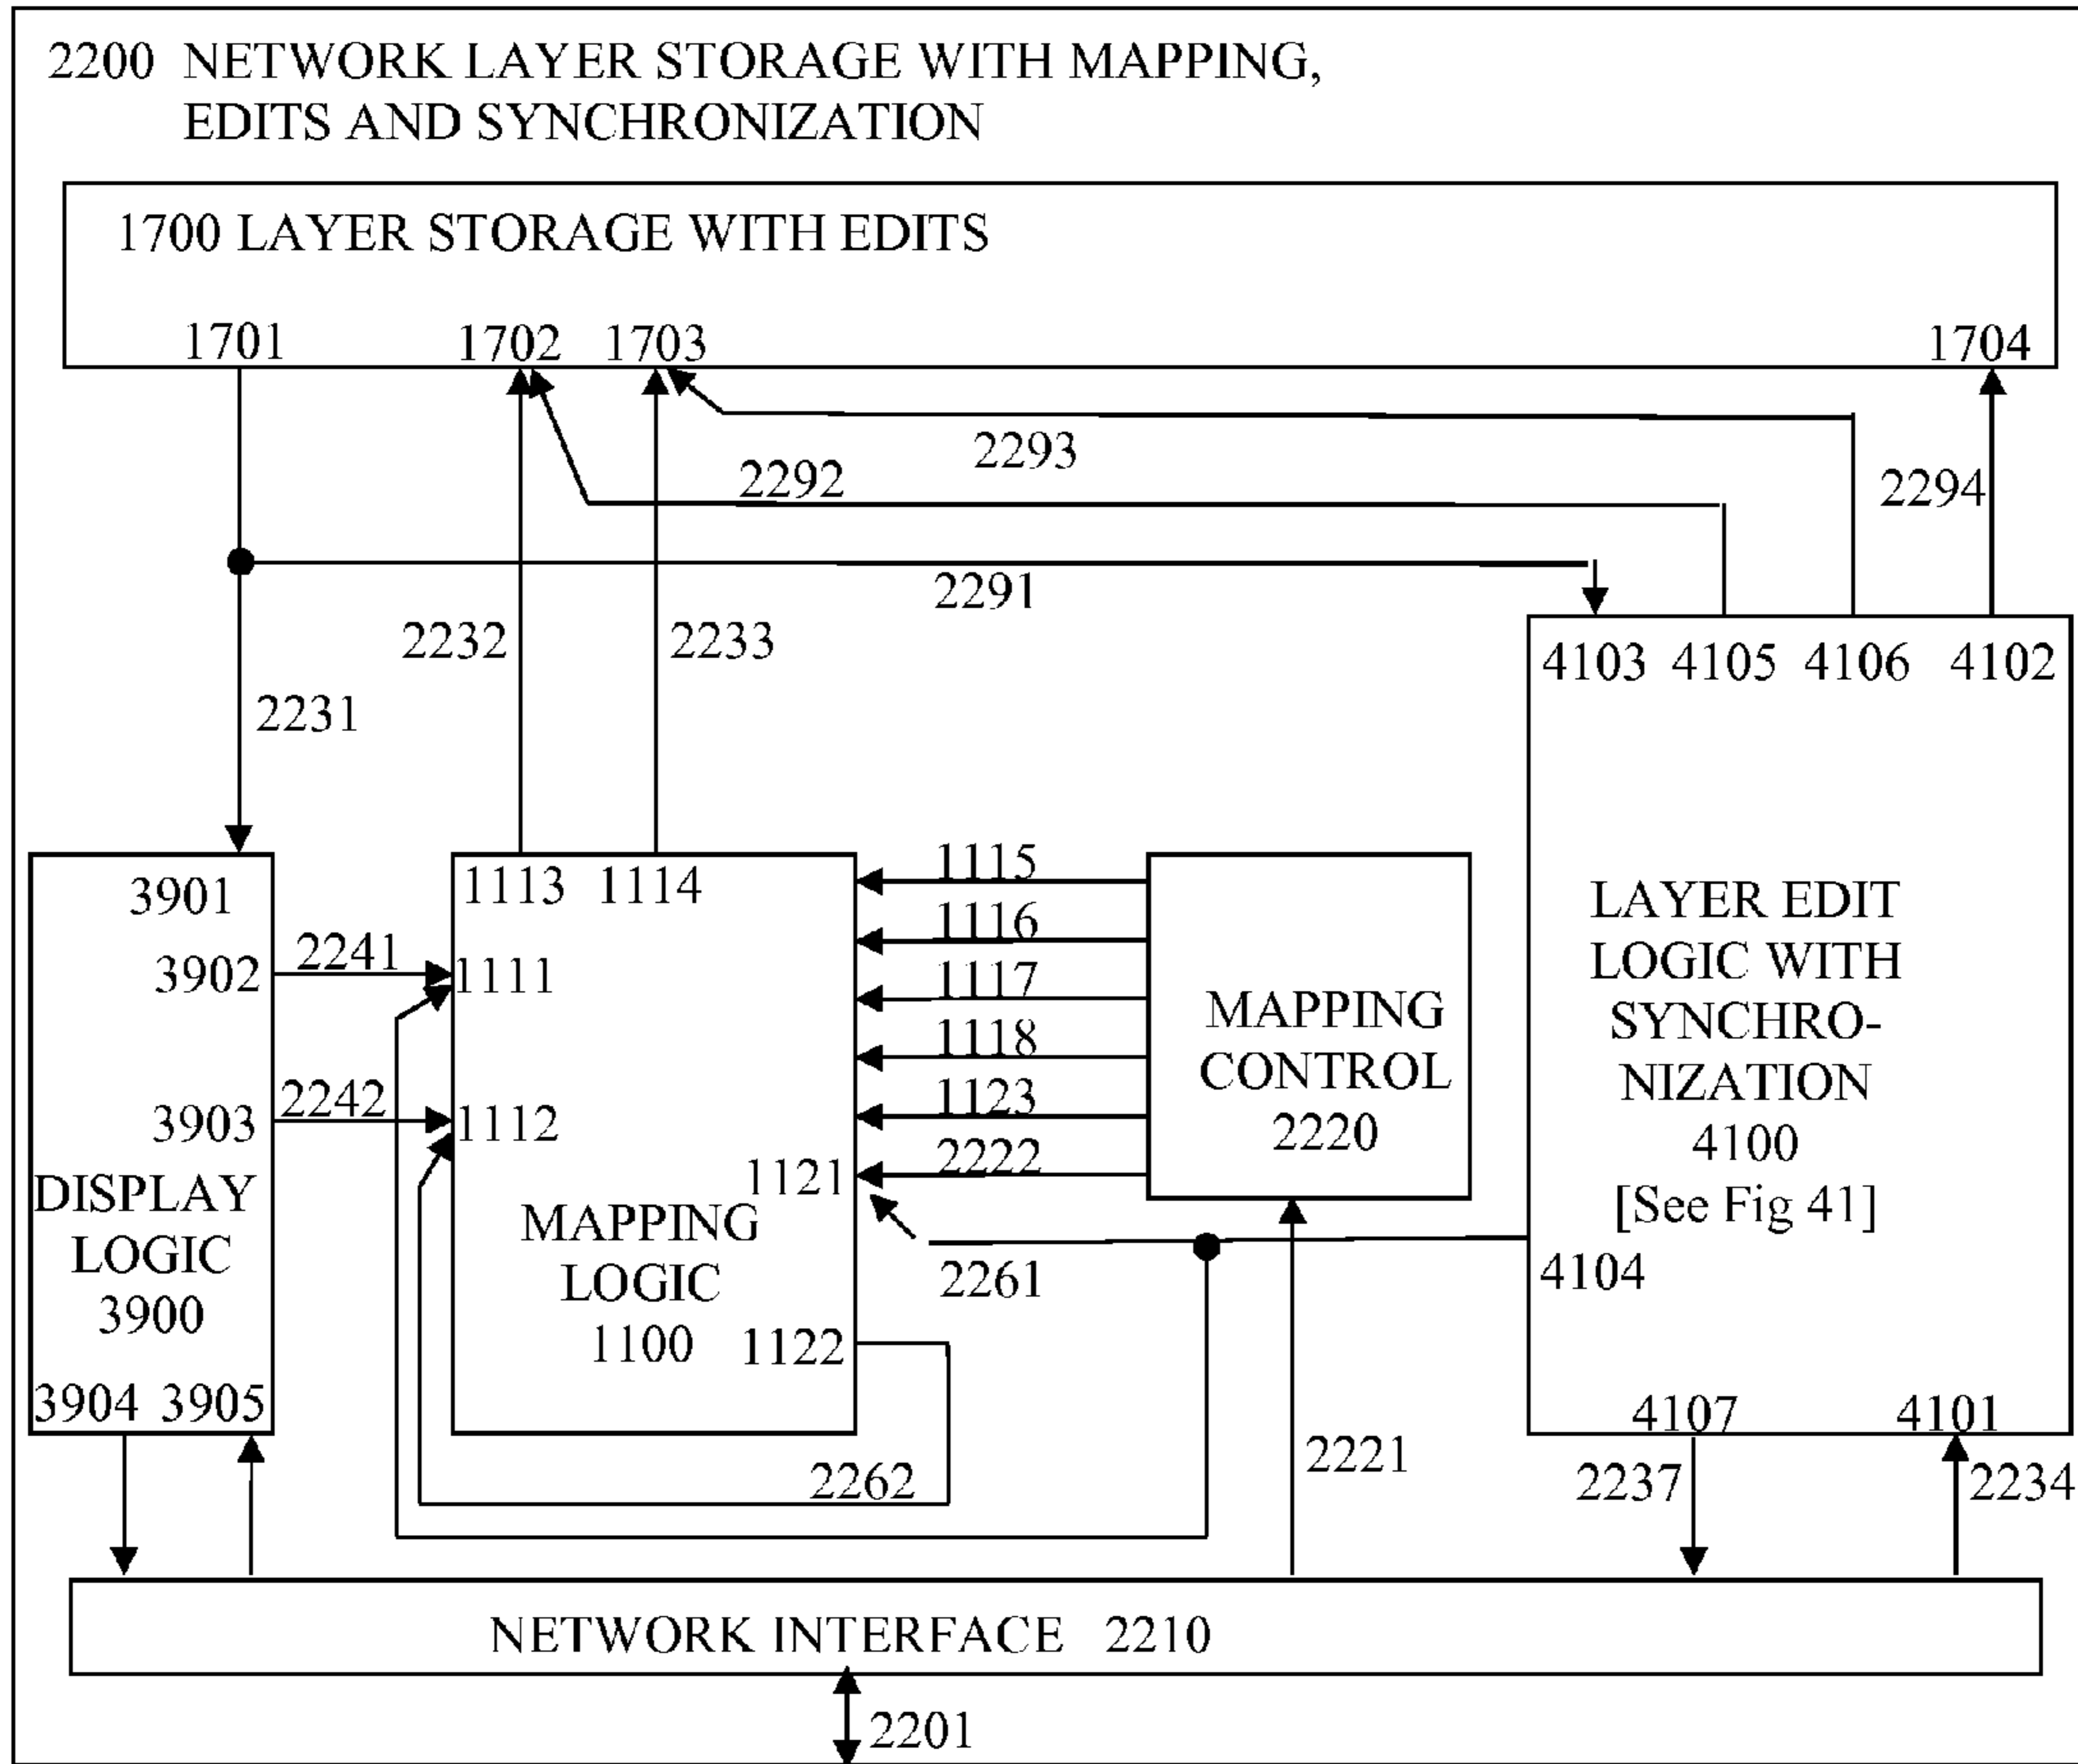 2200 NETWORK LAYER STORAGE WITH MAPPING,
EDITS AND SYNCHRONIZATION
1700 LAYER STORAGE WITH EDITS
1701 1702 1703 1704
2293
2292 2294
2291
2232 2233
4103 4105 4106 4102
2231
1115
3901 1113 1114
1116
3902 2241 1111
1117
1118
1123
3903 2242 1112
2222
1121
MAPPING
CONTROL
2220
LAYER EDIT
LOGIC WITH
SYNCHRO-
NIZATION
4100
[See Fig 41]
DISPLAY
LOGIC
3900
MAPPING
LOGIC
1100
2261 4104
1122
3904 3905
4107 4101
2262 2221 2237 2234
NETWORK INTERFACE 2210
2201